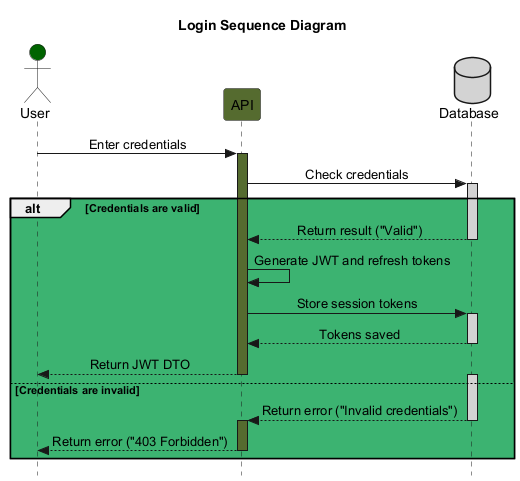 Login Sequence Diagram
User
API
Database
Enter credentials
Check credentials
alt
[Credentials are valid]
Return result ("Valid")
Generate JWT and refresh tokens
Store session tokens
Tokens saved
Return JWT DTO
[Credentials are invalid]
Return error ("Invalid credentials")
Return error ("403 Forbidden")